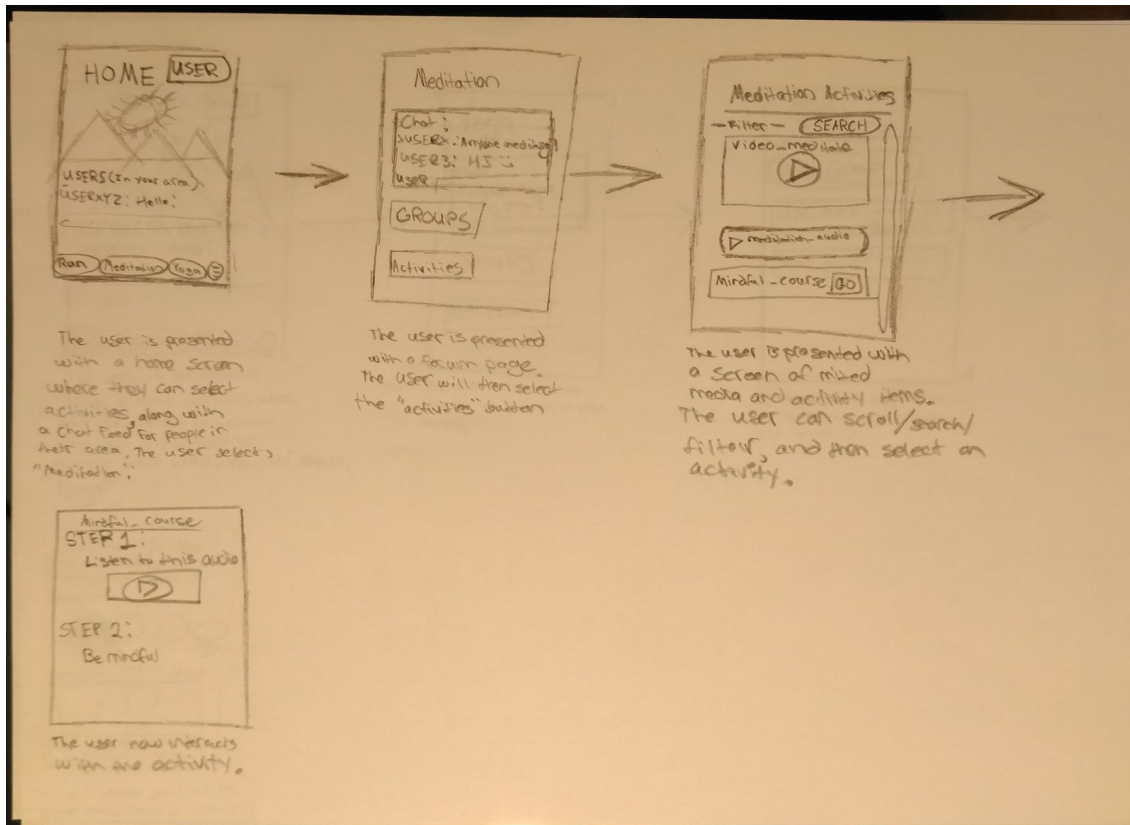 HOME USER
USERS (In your area)
USERXYZ: Hello!
Run Meditation Yoga
The user is presented
with a home screen
where they can select
activities, along with
a chat feed for people in
their area. The user selects
"Meditation".
Meditation
Chat:
>USERX: Anyone meditating?
USER3: HI :)
USER
GROUPS
Activities
The user is presented
with a forum page.
The user will then select
the "activities" button
Meditation Activities
-Filter- SEARCH
video_meditate
meditation_audio
Mindful_course GO
The user is presented with
a screen of mixed
media and activity items.
The user can scroll/search/
filter, and then select an
activity.
Mindful_course
STEP 1:
Listen to this audio
STEP 2:
Be mindful
The user now interacts
with the activity.